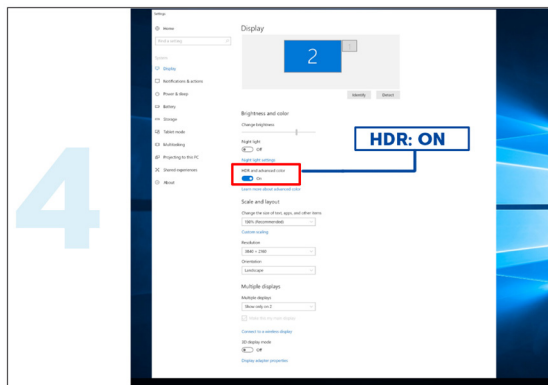 4
Settings
Home
Find a setting
System
Display
Notifications & actions
Power & sleep
Battery
Storage
Tablet mode
Multitasking
Projecting to this PC
Shared experiences
About
Display
2
1
Identify
Detect
Brightness and color
Change brightness
Night light
Off
Night light settings
HDR and advanced color
On
Learn more about advanced color
HDR: ON
Scale and layout
Change the size of text, apps, and other items
Custom scaling
Resolution
3840 × 2160
Orientation
Landscape
Multiple displays
Multiple displays
Show only on 2
Make this my main display
Connect to a wireless display
3D display mode
Off
Display adapter properties